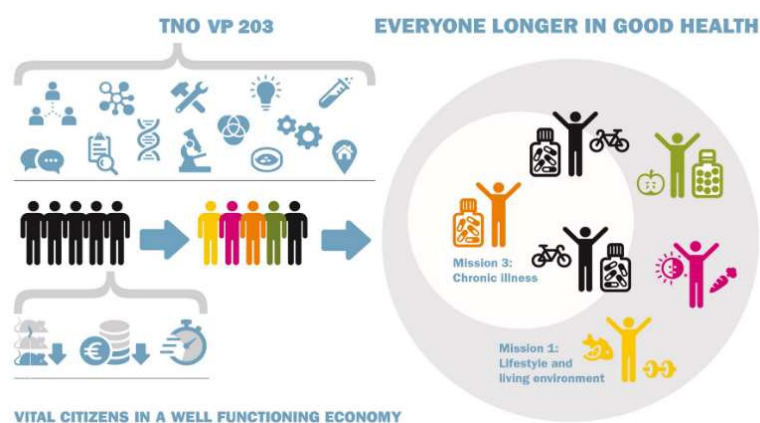 TNO VP 203
EVERYONE LONGER IN GOOD HEALTH
Mission 3:
Chronic illness
Mission 1:
Lifestyle and
living environment
€
VITAL CITIZENS IN A WELL FUNCTIONING ECONOMY